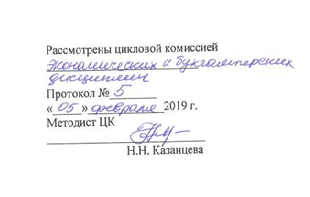 Рассмотрены цикловой комиссией
экономических и бухгалтерских
дисциплин
Протокол № 5
« 05 » февраля 2019 г.
Методист ЦК
Н.Н. Казанцева